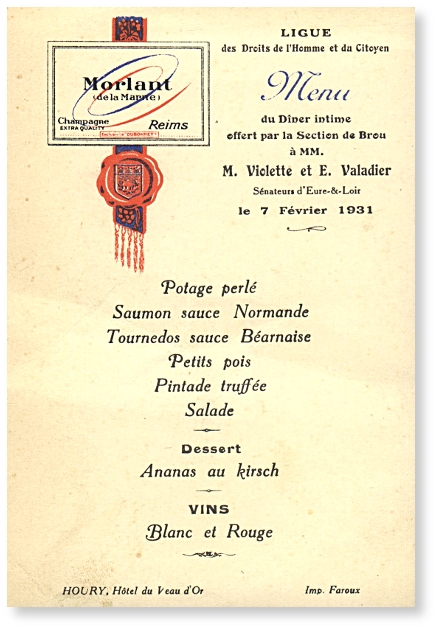 Morlant
(de la Marne)
Champagne
EXTRA QUALITY
Reims
LIGUE
des Droits de l'Homme et du Citoyen
Menu
du Dîner intime
offert par la Section de Brou
à MM.
M. Violette et E. Valadier
Sénateurs d'Eure-&-Loir
le 7 Février 1931
Potage perlé
Saumon sauce Normande
Tournedos sauce Béarnaise
Petits pois
Pintade truffée
Salade
Dessert
Ananas au kirsch
VINS
Blanc et Rouge
HOURY, Hôtel du Veau d'Or
Imp. Faroux